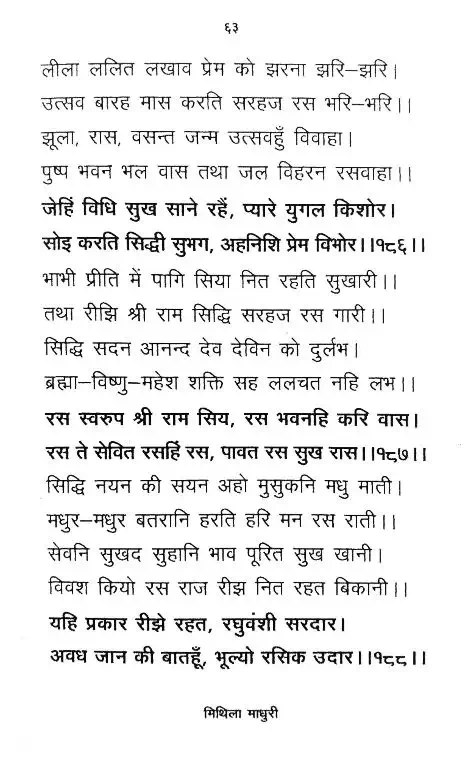 ६३
लीला ललित लखाव प्रेम को झरना झरि–झरि।
उत्सव बारह मास करति सरहज रस भरि–भरि।।
झूला, रास, वसन्त जन्म उत्सवहुँ विवाहा।
पुष्प भवन भल वास तथा जल विहरन रसवाहा।।
जेहिं विधि सुख साने रहैं, प्यारे युगल किशोर।
सोइ करति सिद्धी सुभग, अहनिशि प्रेम विभोर।।१८६।।
भाभी प्रीति में पागि सिया नित रहति सुखारी।।
तथा रीझि श्री राम सिद्धि सरहज रस गारी।।
सिद्धि सदन आनन्द देव देविन को दुर्लभ।
ब्रह्मा–विष्णु–महेश शक्ति सह ललचत नहि लभ।।
रस स्वरुप श्री राम सिय, रस भवनहि करि वास।
रस ते सेवित रसहिं रस, पावत रस सुख रास।।१८७।।
सिद्धि नयन की सयन अहो मुसुकनि मधु माती।
मधुर–मधुर बतरानि हरति हरि मन रस राती।।
सेवनि सुखद सुहानि भाव पूरित सुख खानी।
विवश कियो रस राज रीझ नित रहत बिकानी।।
यहि प्रकार रीझे रहत, रघुवंशी सरदार।
अवध जान की बातहूँ, भूल्यो रसिक उदार।।१८८।।
मिथिला माधुरी